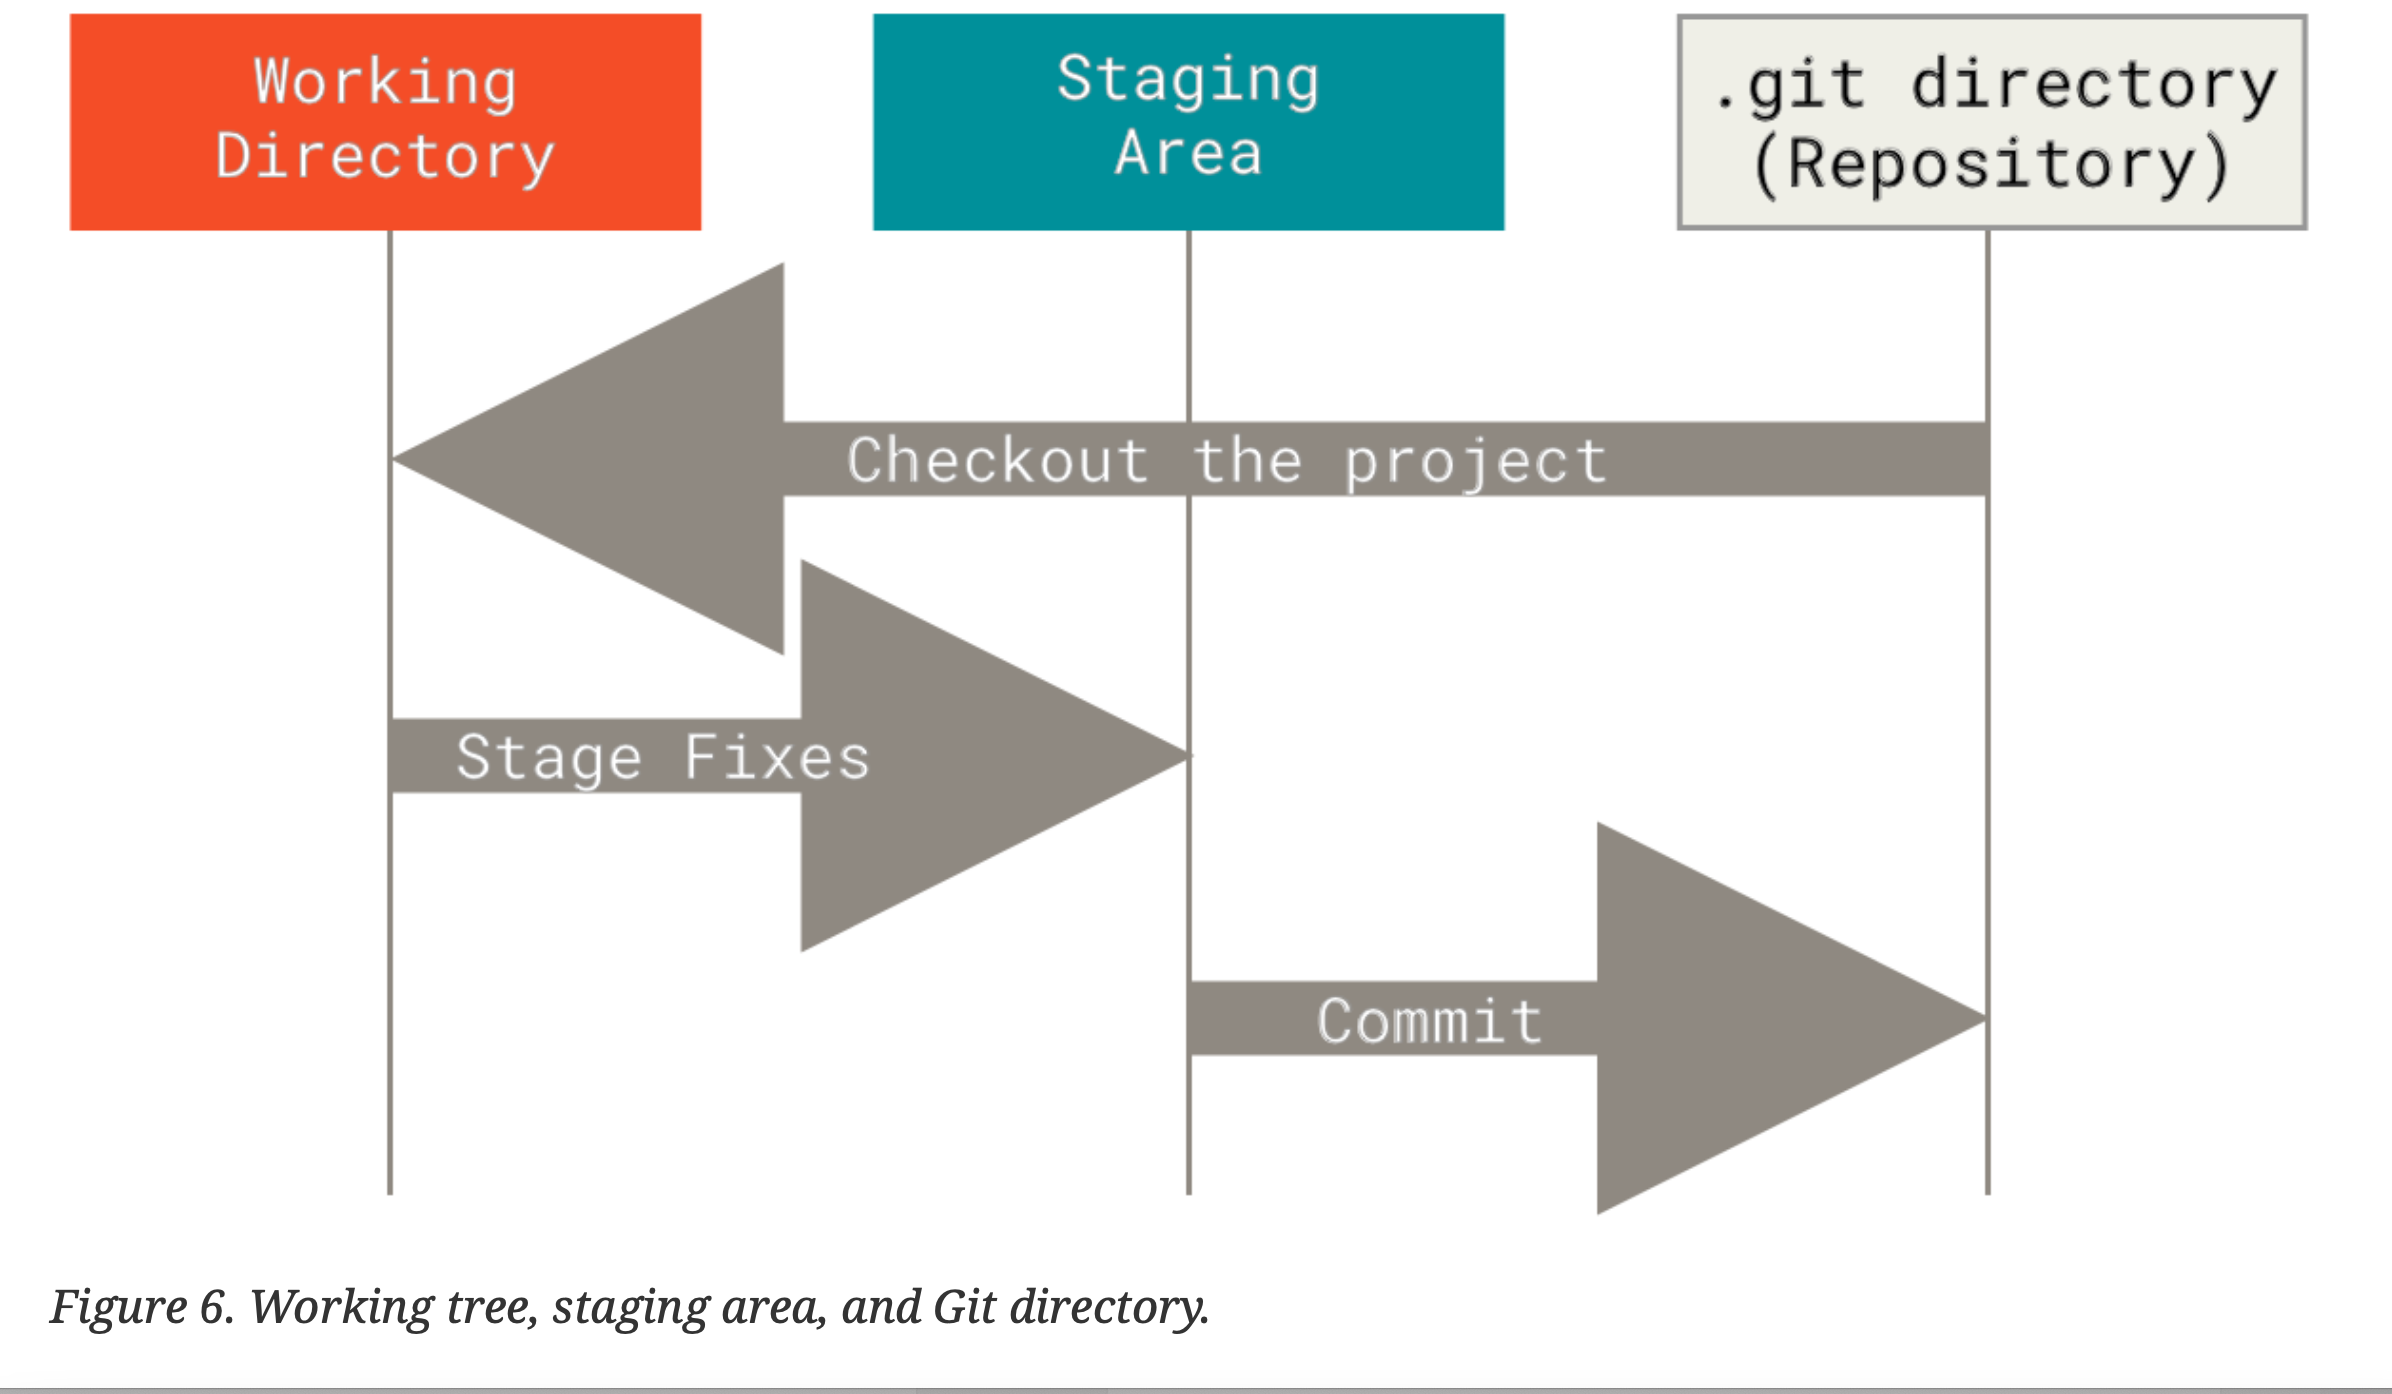 Working
Directory
Staging
Area
.git directory
(Repository)
Checkout the project
Stage Fixes
Commit
Figure 6. Working tree, staging area, and Git directory.